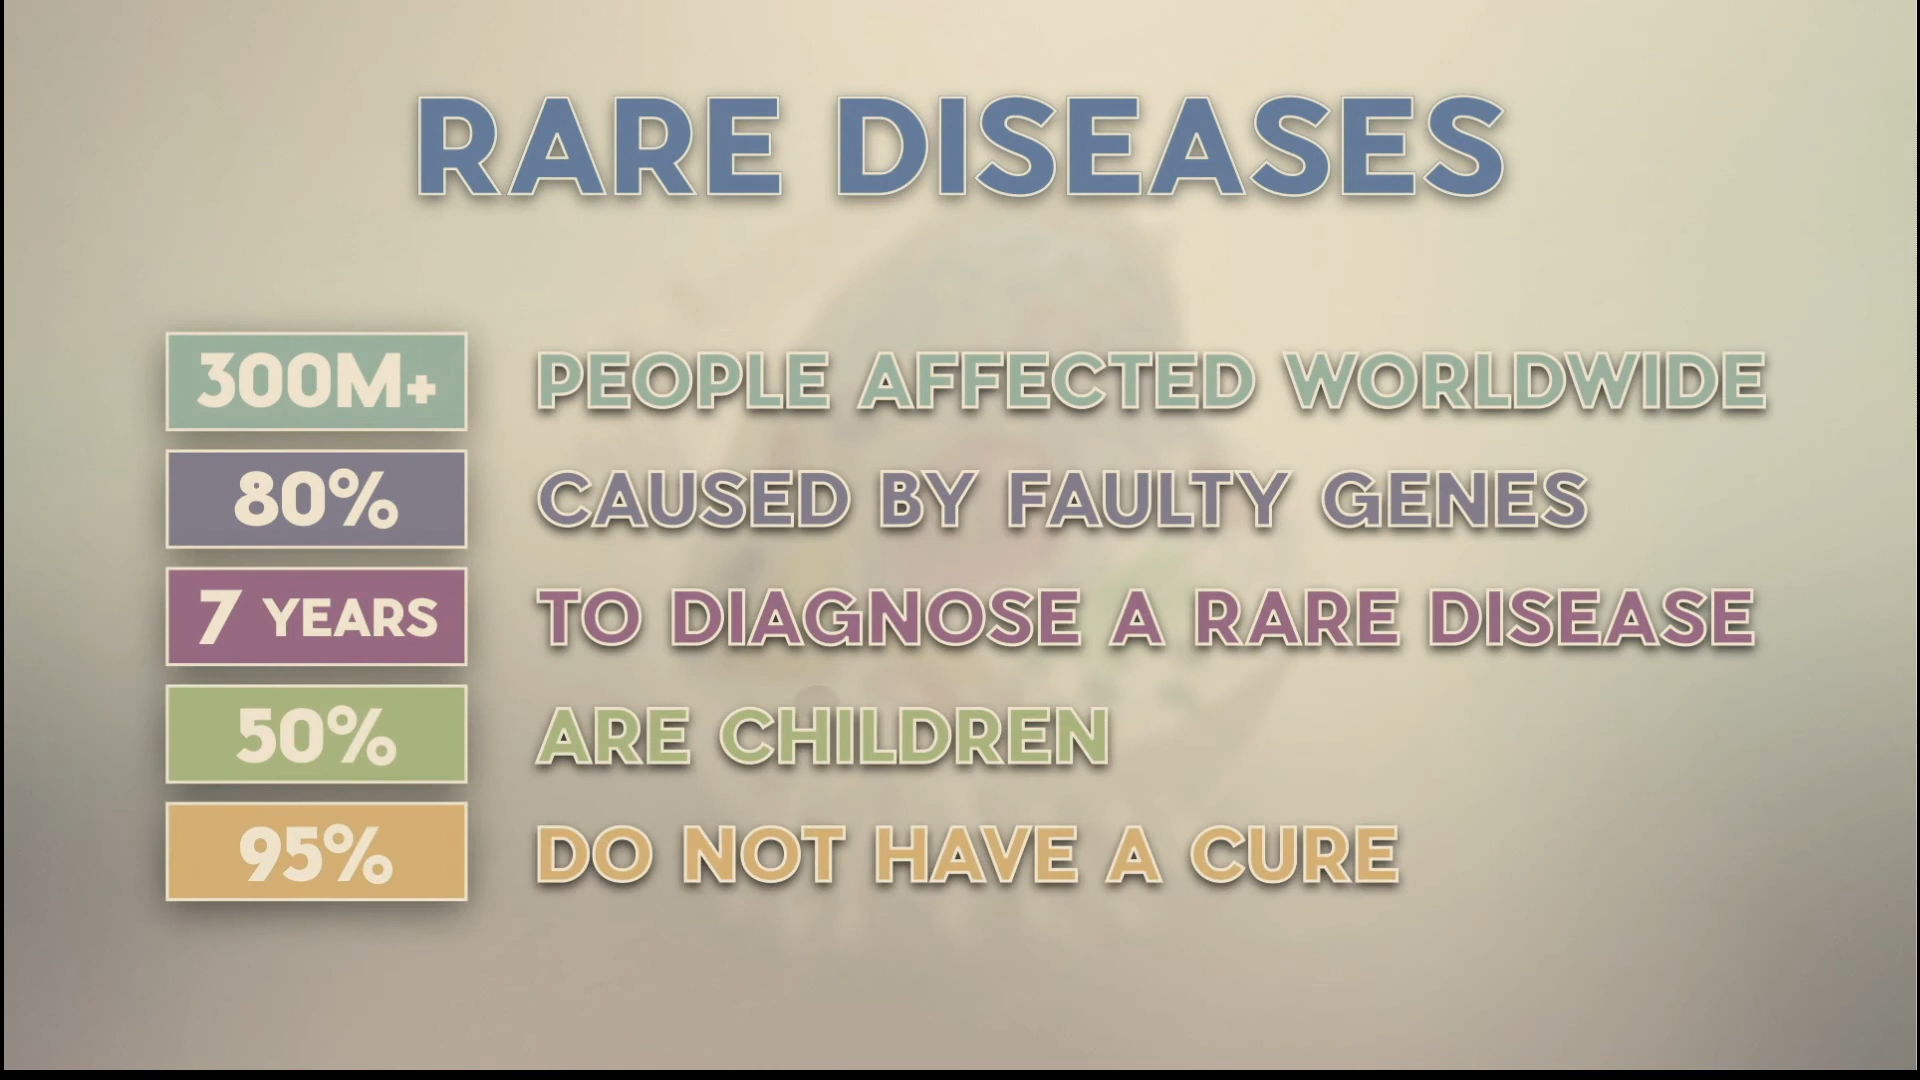 RARE DISEASES
300M+ PEOPLE AFFECTED WORLDWIDE
80% CAUSED BY FAULTY GENES
7 YEARS TO DIAGNOSE A RARE DISEASE
50% ARE CHILDREN
95% DO NOT HAVE A CURE